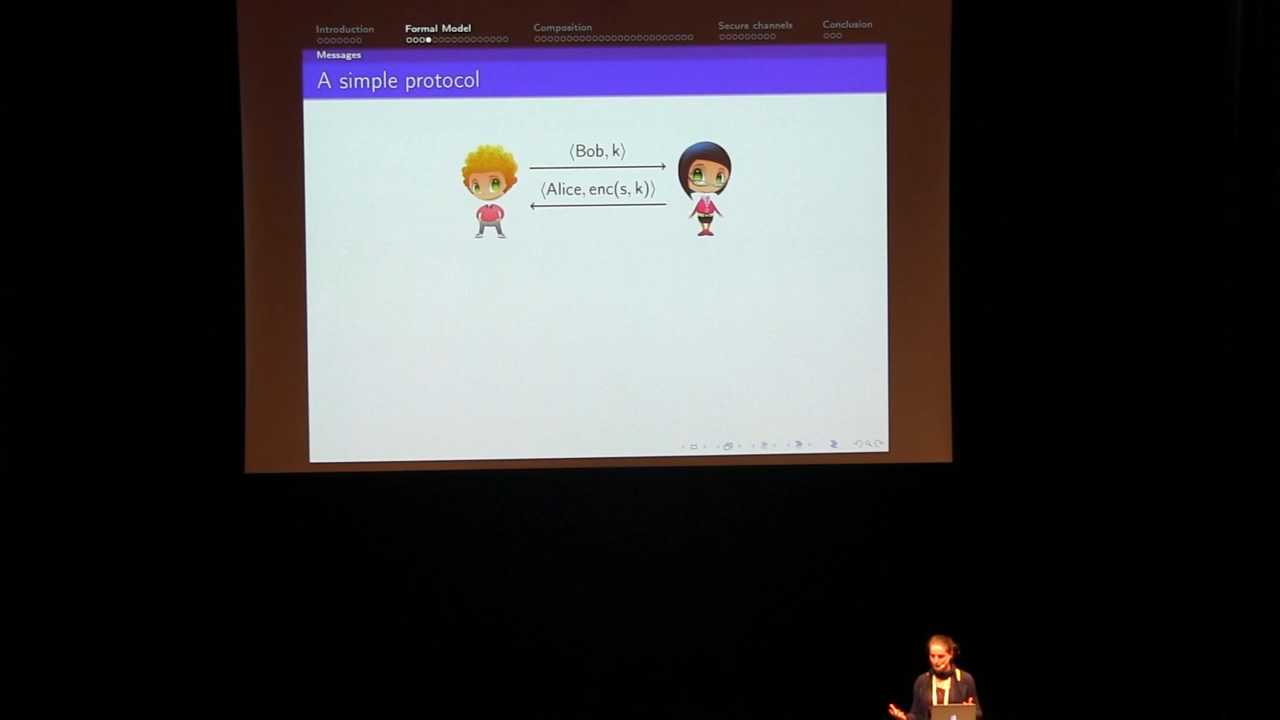 Introduction Formal Model Composition Secure channels Conclusion
Messages
A simple protocol
⟨Bob, k⟩
⟨Alice, enc(s, k)⟩